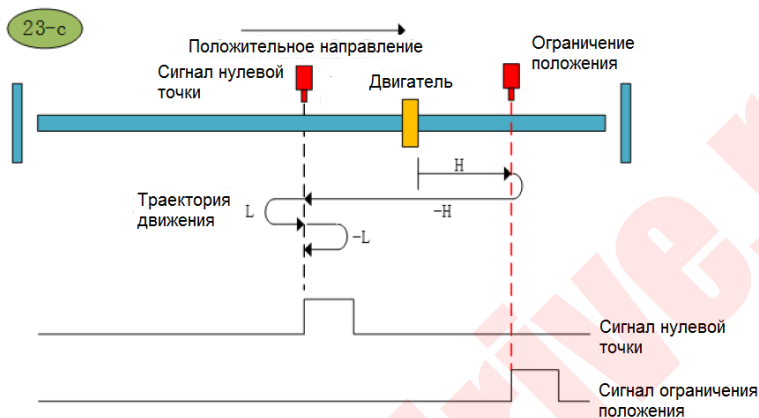 23-c
Положительное направление
Ограничение
положения
Сигнал нулевой
точки
Двигатель
H
Траектория
движения
L
-H
-L
Сигнал нулевой
точки
Сигнал ограничения
положения